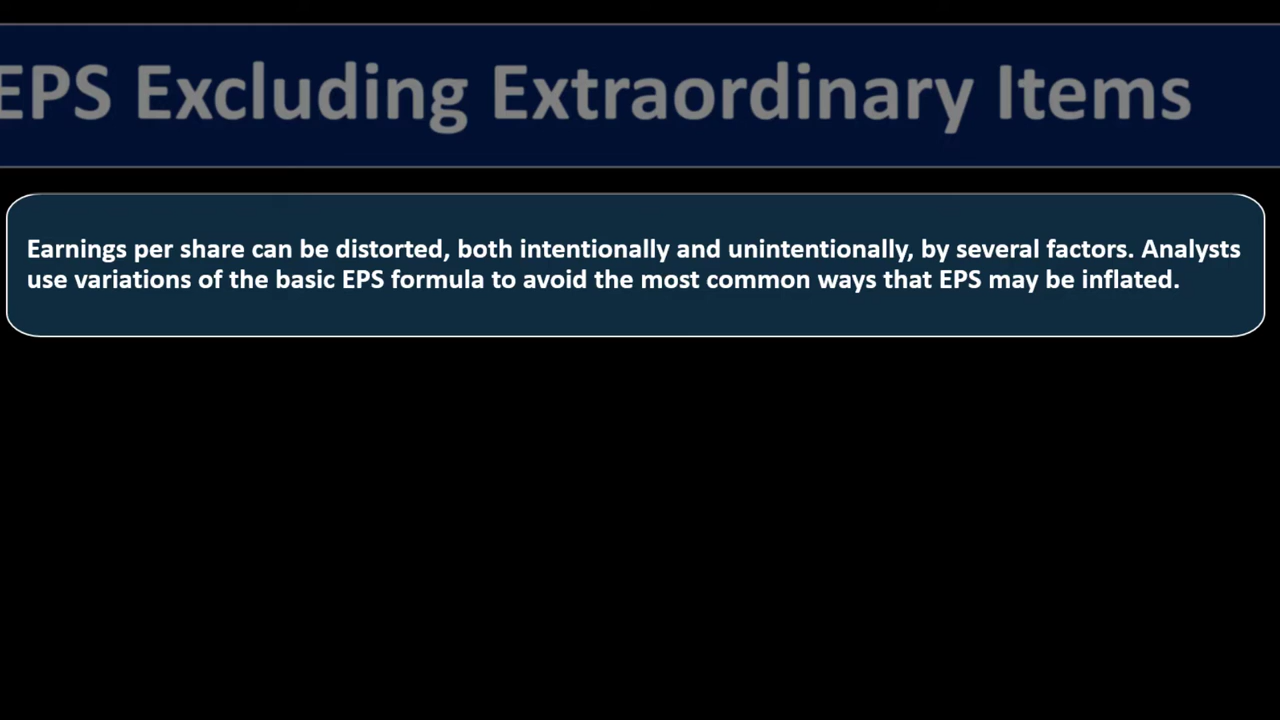 EPS Excluding Extraordinary Items
Earnings per share can be distorted, both intentionally and unintentionally, by several factors. Analysts
use variations of the basic EPS formula to avoid the most common ways that EPS may be inflated.